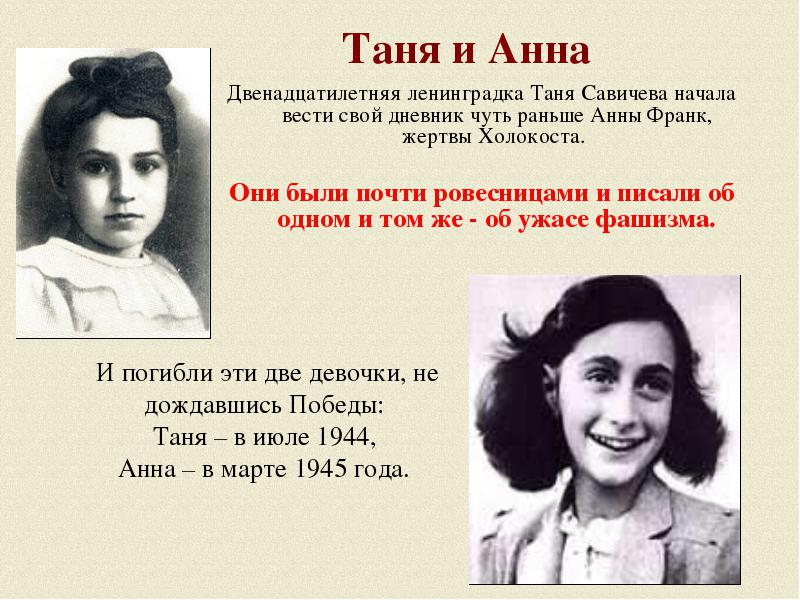 Таня и Анна
Двенадцатилетняя ленинградка Таня Савичева начала
вести свой дневник чуть раньше Анны Франк,
жертвы Холокоста.
Они были почти ровесницами и писали об
одном и том же - об ужасе фашизма.
И погибли эти две девочки, не
дождавшись Победы:
Таня – в июле 1944,
Анна – в марте 1945 года.